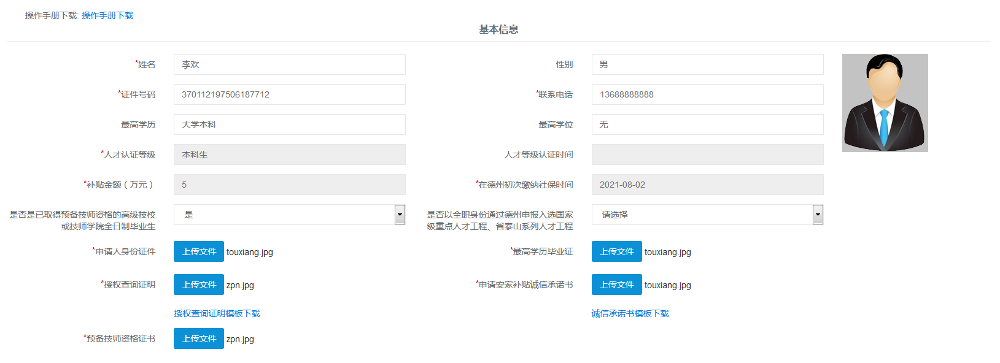 操作手册下载: 操作手册下载
基本信息
*姓名 李欢 性别 男
*证件号码 370112197506187712 *联系电话 13688888888
最高学历 大学本科 最高学位 无
*人才认证等级 本科生 人才等级认证时间
*补贴金额（万元） 5 *在德州初次缴纳社保时间 2021-08-02
是否是已取得预备技师资格的高级技校 是 是否以全职身份通过德州申报入选国家 请选择
或技师学院全日制毕业生 级重点人才工程、省泰山系列人才工程
*申请人身份证件 上传文件 touxiang.jpg *最高学历毕业证 上传文件 touxiang.jpg
*授权查询证明 上传文件 zpn.jpg *申请安家补贴诚信承诺书 上传文件 touxiang.jpg
授权查询证明模板下载 诚信承诺书模板下载
*预备技师资格证书 上传文件 zpn.jpg